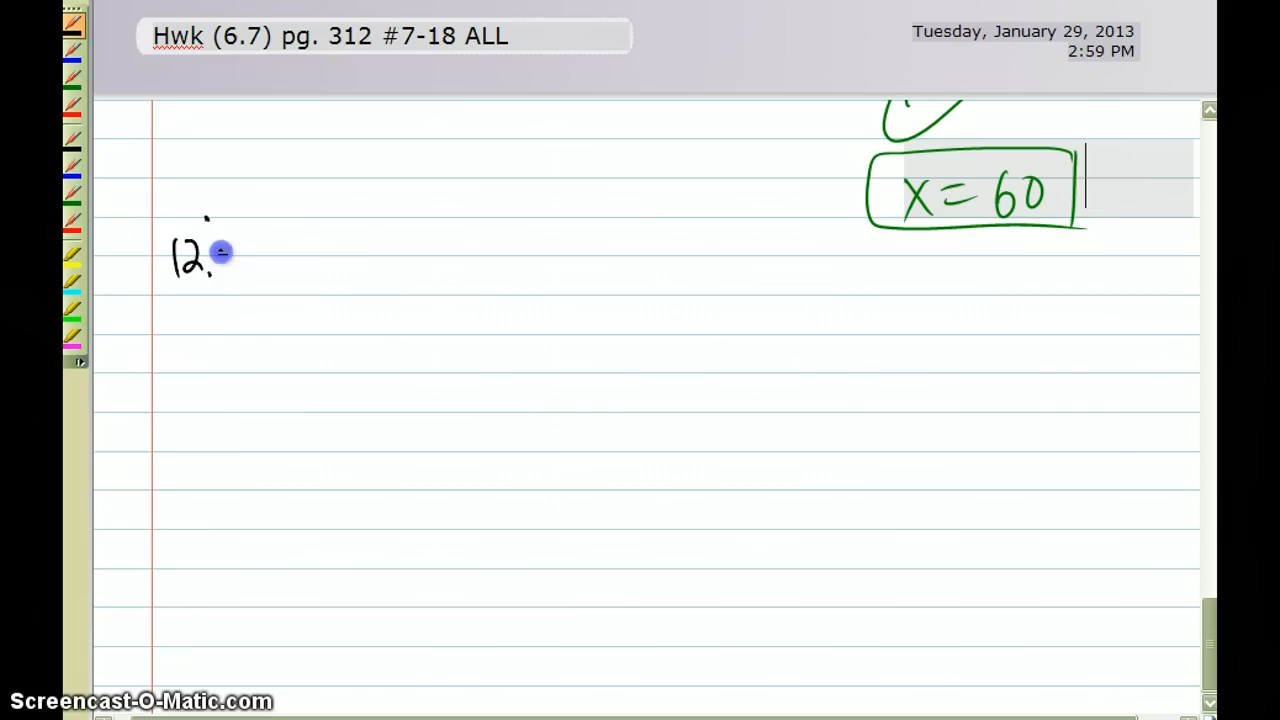 Hwk (6.7) pg. 312 #7-18 ALL
Tuesday, January 29, 2013
2:59 PM
x = 60
12.
Screencast-O-Matic.com